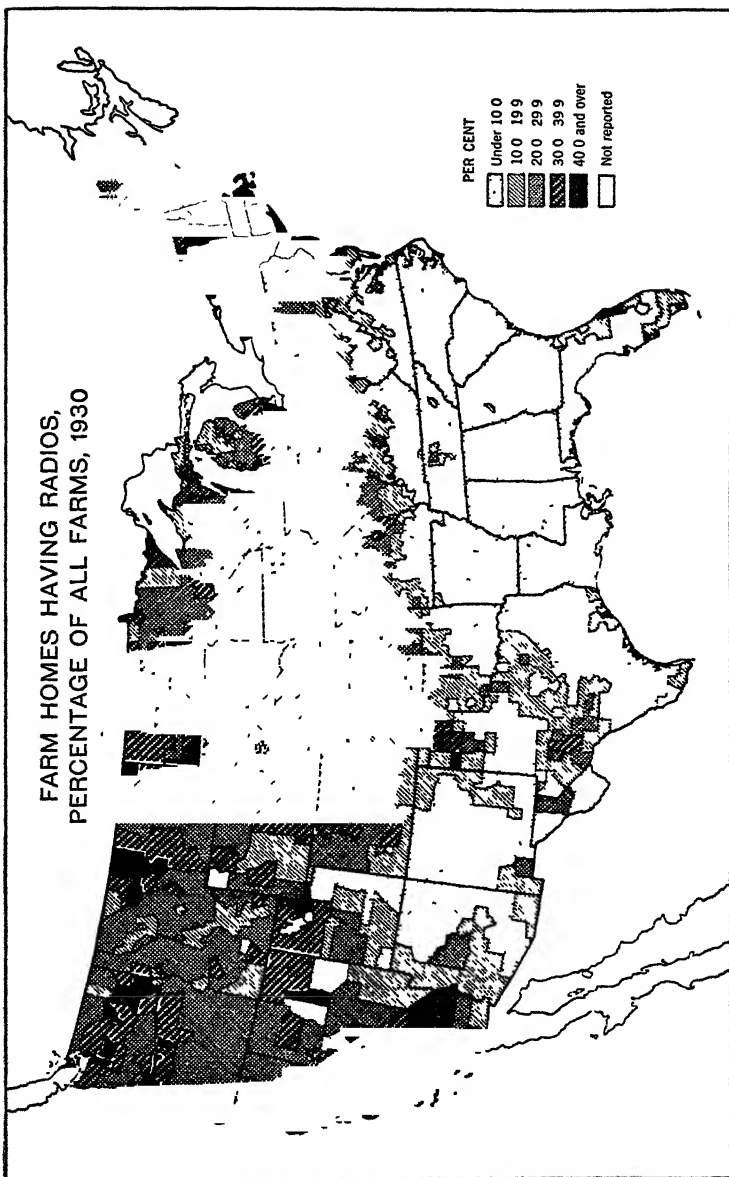 FARM HOMES HAVING RADIOS,
PERCENTAGE OF ALL FARMS, 1930
PER CENT
Under 10 0
10 0 19 9
20 0 29 9
30 0 39 9
40 0 and over
Not reported